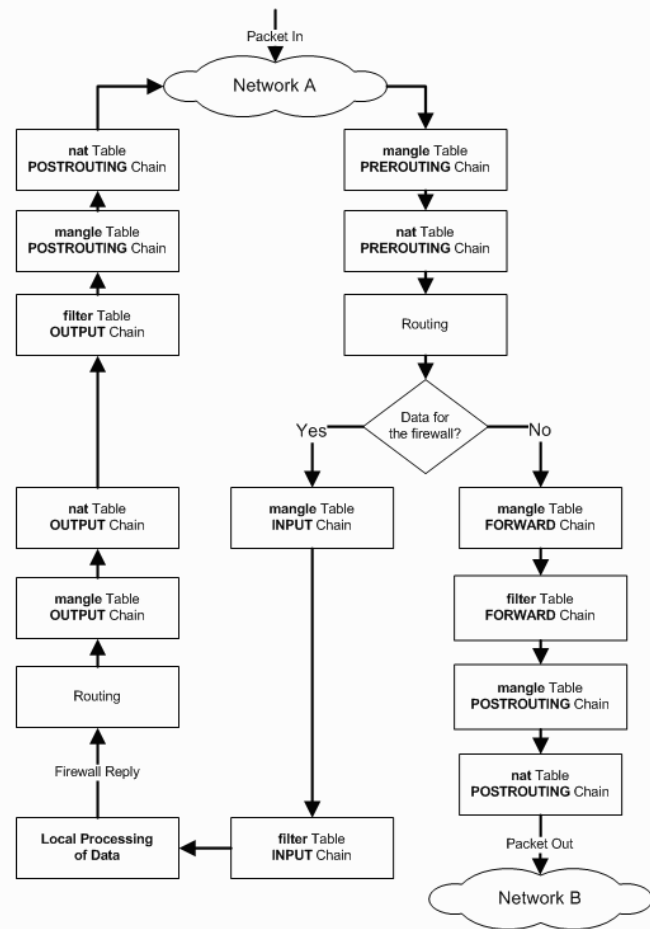 Packet In
Network A
nat Table
POSTROUTING Chain
mangle Table
PREROUTING Chain
mangle Table
POSTROUTING Chain
nat Table
PREROUTING Chain
filter Table
OUTPUT Chain
Routing
Data for
the firewall?
Yes
No
nat Table
OUTPUT Chain
mangle Table
INPUT Chain
mangle Table
FORWARD Chain
mangle Table
OUTPUT Chain
filter Table
FORWARD Chain
Routing
mangle Table
POSTROUTING Chain
Firewall Reply
nat Table
POSTROUTING Chain
Local Processing
of Data
filter Table
INPUT Chain
Packet Out
Network B